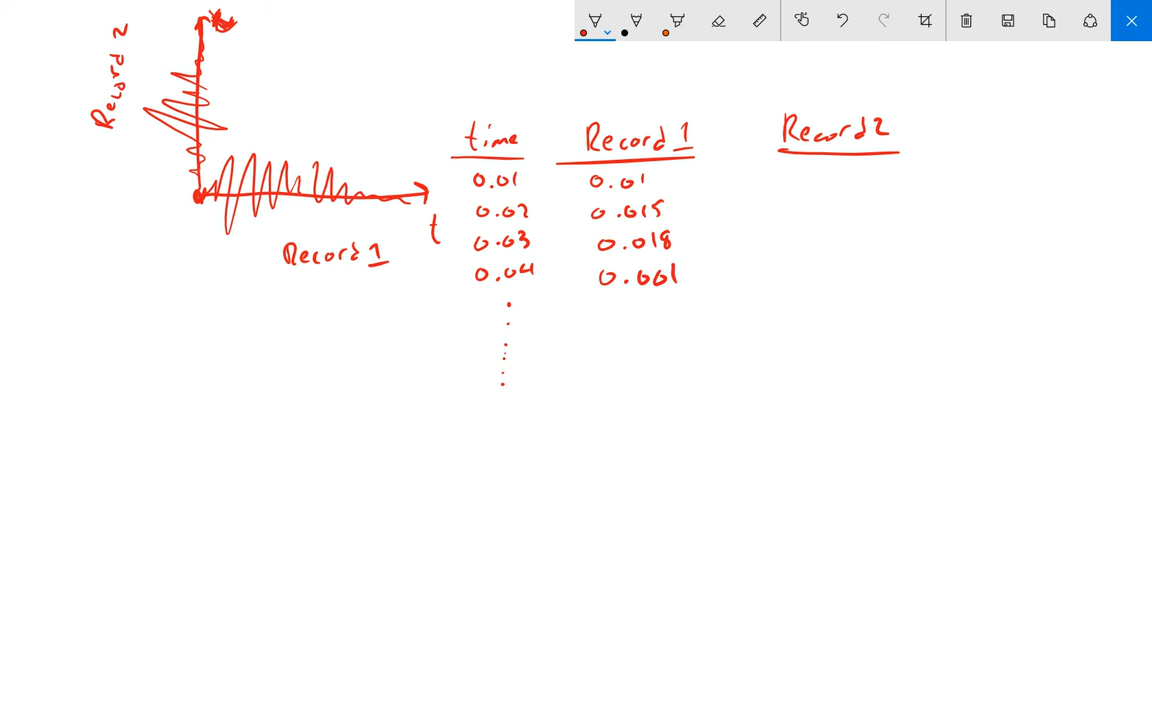 Record 2
t
Record 1
time Record 1 Record 2
0.01 0.01
0.02 0.015
0.03 0.018
0.04 0.001